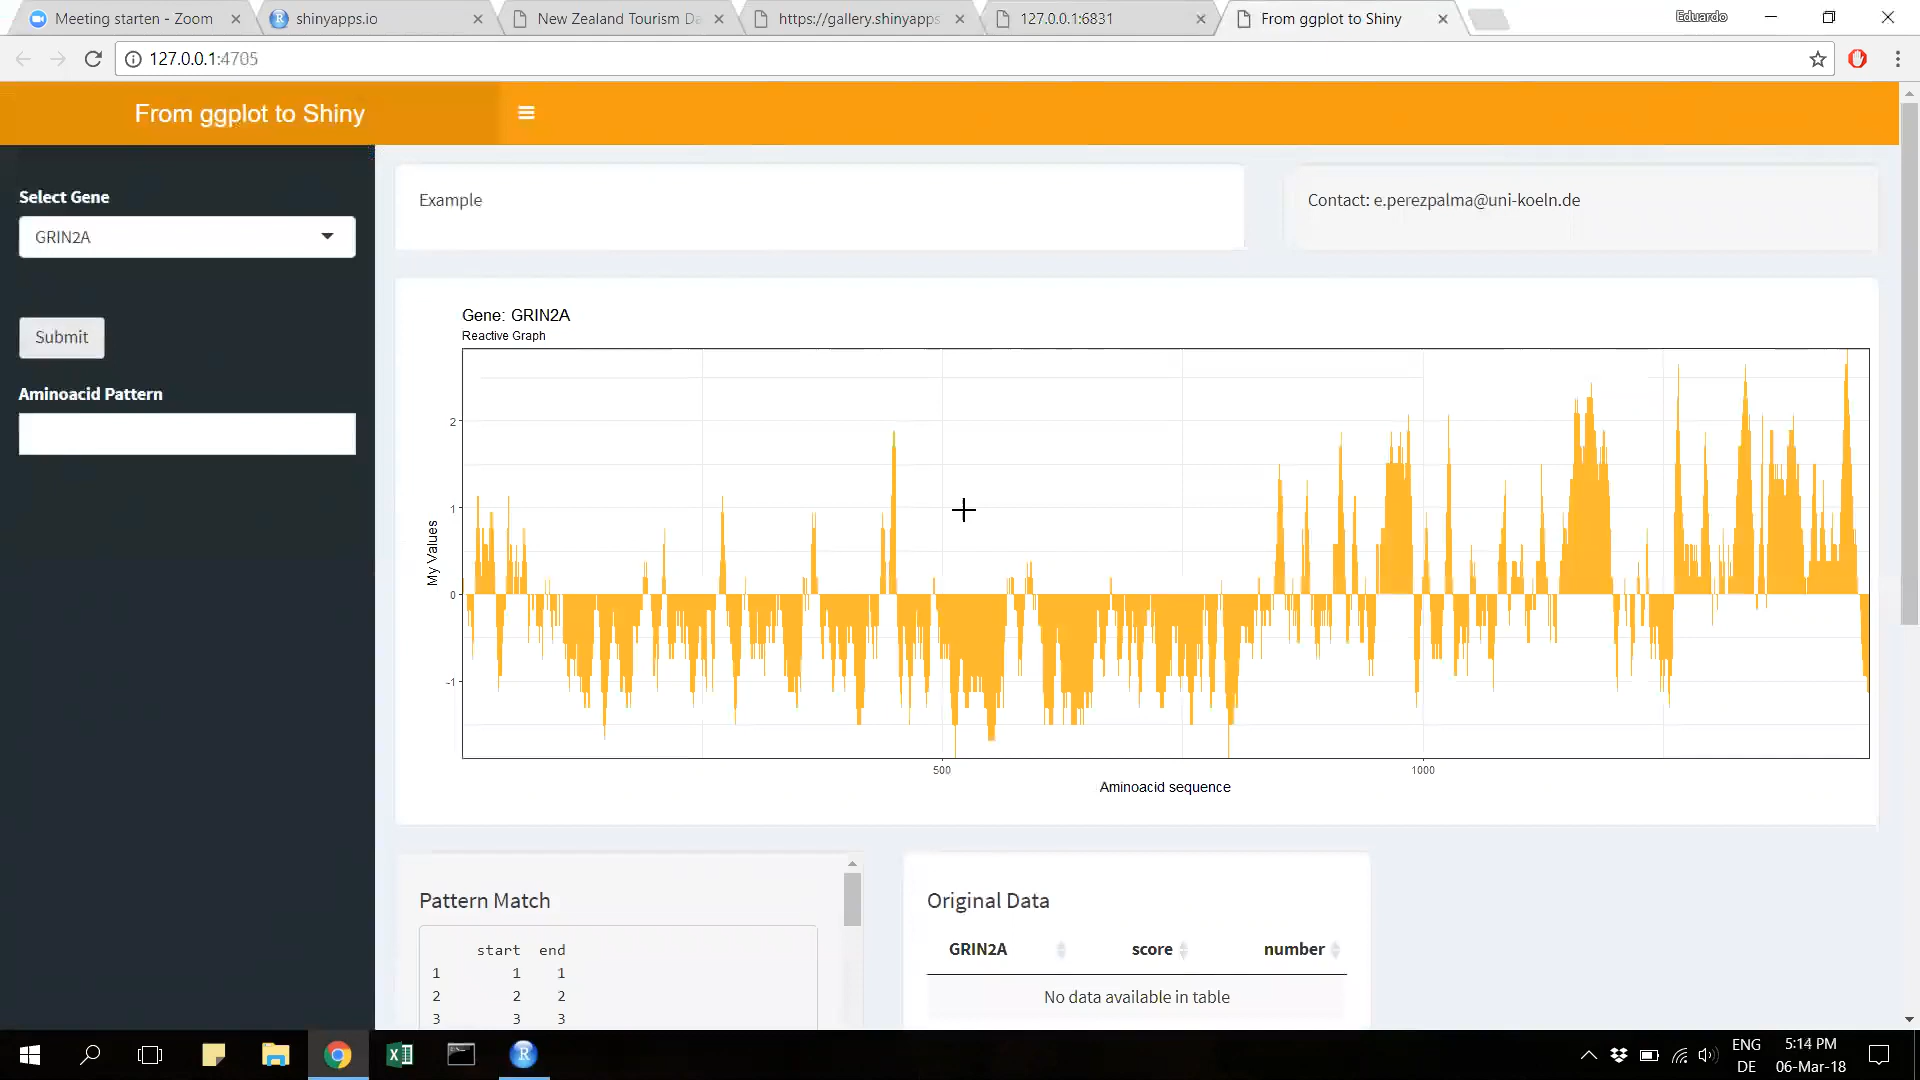 Meeting starten - Zoom
shinyapps.io
New Zealand Tourism Da
https://gallery.shinyapps
127.0.0.1:6831
From ggplot to Shiny
Eduardo
127.0.0.1:4705
From ggplot to Shiny
Select Gene
GRIN2A
Submit
Aminoacid Pattern
Example
Contact: e.perezpalma@uni-koeln.de
Gene: GRIN2A
Reactive Graph
My Values
2
1
0
-1
500
1000
Aminoacid sequence
Pattern Match
start end
1 1 1
2 2 2
3 3 3
Original Data
GRIN2A score number
No data available in table
ENG
DE
5:14 PM
06-Mar-18